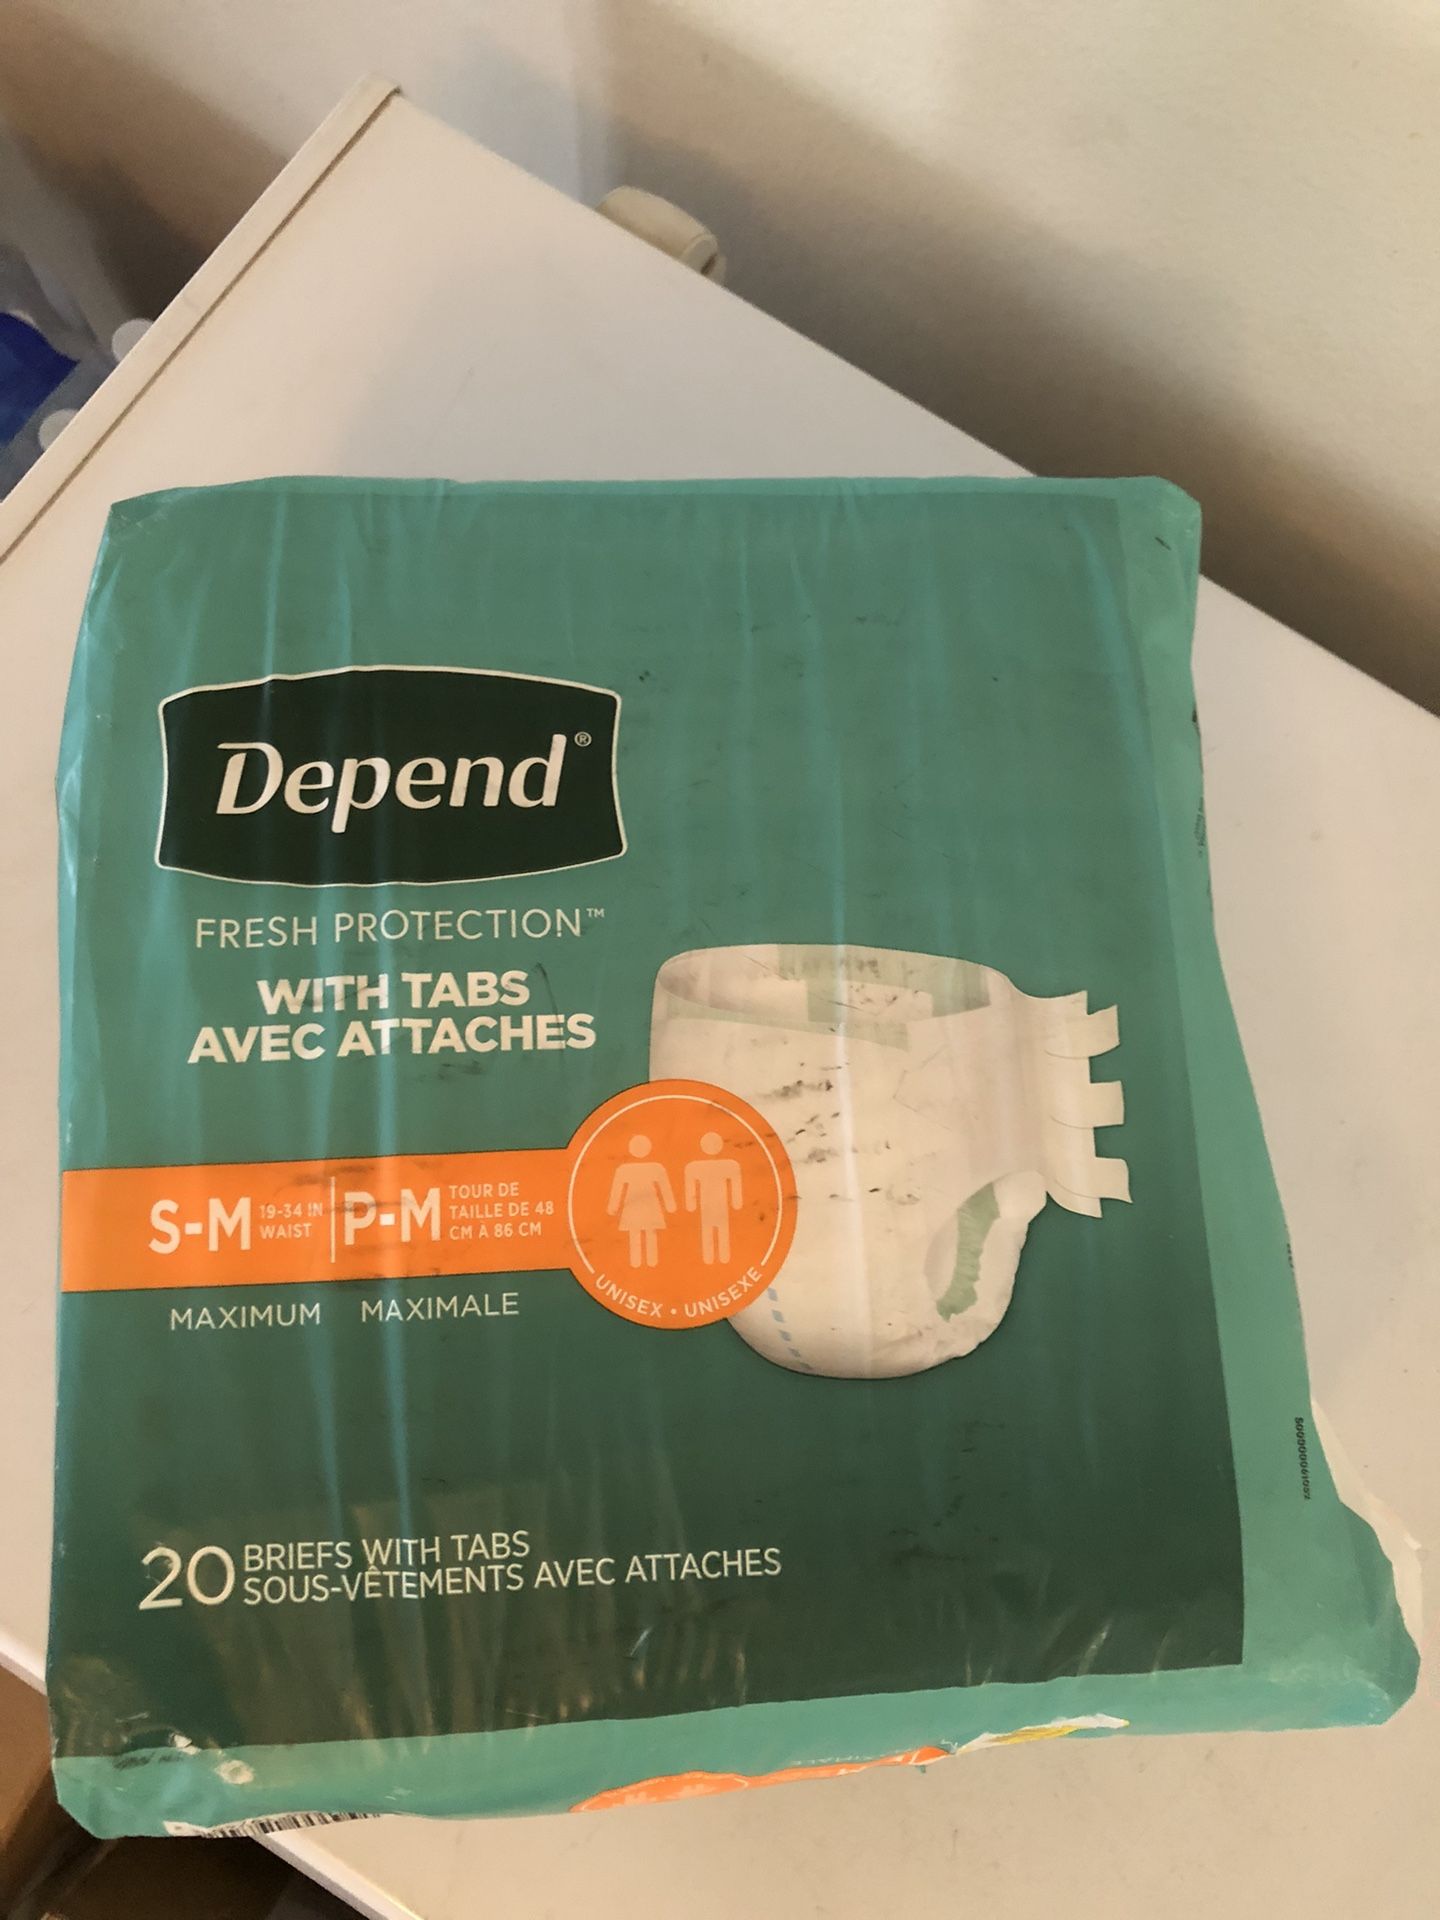 Depend®
FRESH PROTECTION™
WITH TABS
AVEC ATTACHES
S-M 19-34 IN WAIST | P-M TOUR DE TAILLE DE 48 CM À 86 CM
UNISEX • UNISEXE
MAXIMUM MAXIMALE
20 BRIEFS WITH TABS
SOUS-VÊTEMENTS AVEC ATTACHES